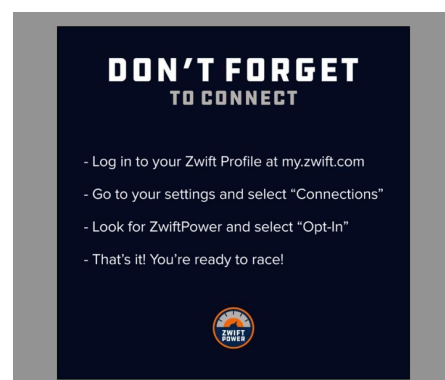 DON'T FORGET
TO CONNECT
- Log in to your Zwift Profile at my.zwift.com
- Go to your settings and select “Connections”
- Look for ZwiftPower and select “Opt-In”
- That's it! You're ready to race!
ZWIFT
POWER